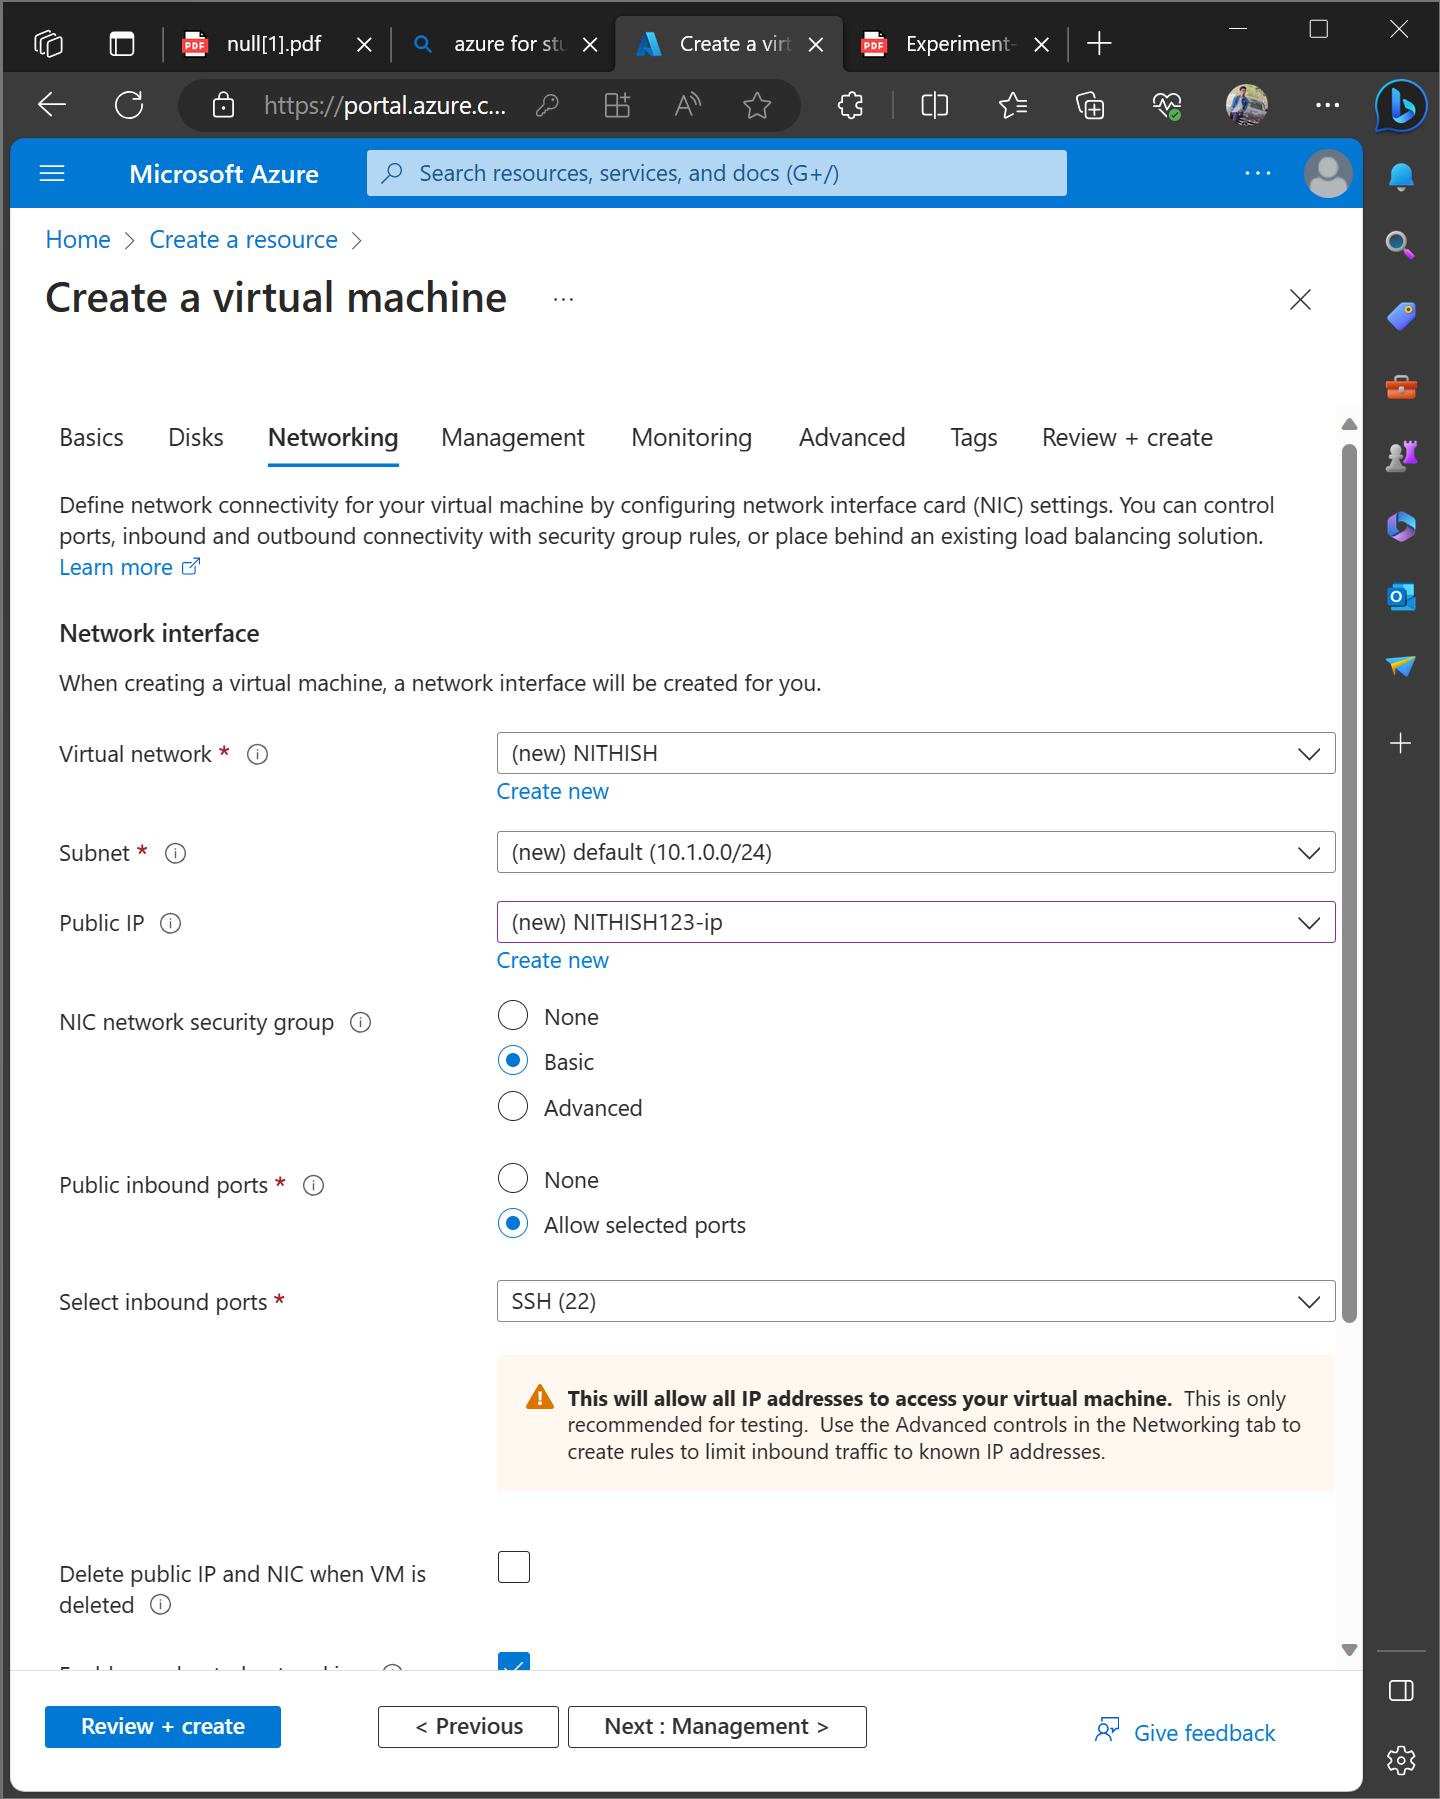 null[1].pdf
azure for stu
Create a virt
Experiment-
https://portal.azure.c...
Microsoft Azure
Search resources, services, and docs (G+/)
Home > Create a resource >
Create a virtual machine ...
Basics Disks Networking Management Monitoring Advanced Tags Review + create
Define network connectivity for your virtual machine by configuring network interface card (NIC) settings. You can control
ports, inbound and outbound connectivity with security group rules, or place behind an existing load balancing solution.
Learn more
Network interface
When creating a virtual machine, a network interface will be created for you.
Virtual network *
(new) NITHISH
Create new
Subnet *
(new) default (10.1.0.0/24)
Public IP
(new) NITHISH123-ip
Create new
NIC network security group
None
Basic
Advanced
Public inbound ports *
None
Allow selected ports
Select inbound ports *
SSH (22)
This will allow all IP addresses to access your virtual machine. This is only
recommended for testing. Use the Advanced controls in the Networking tab to
create rules to limit inbound traffic to known IP addresses.
Delete public IP and NIC when VM is
deleted
Review + create
< Previous
Next : Management >
Give feedback